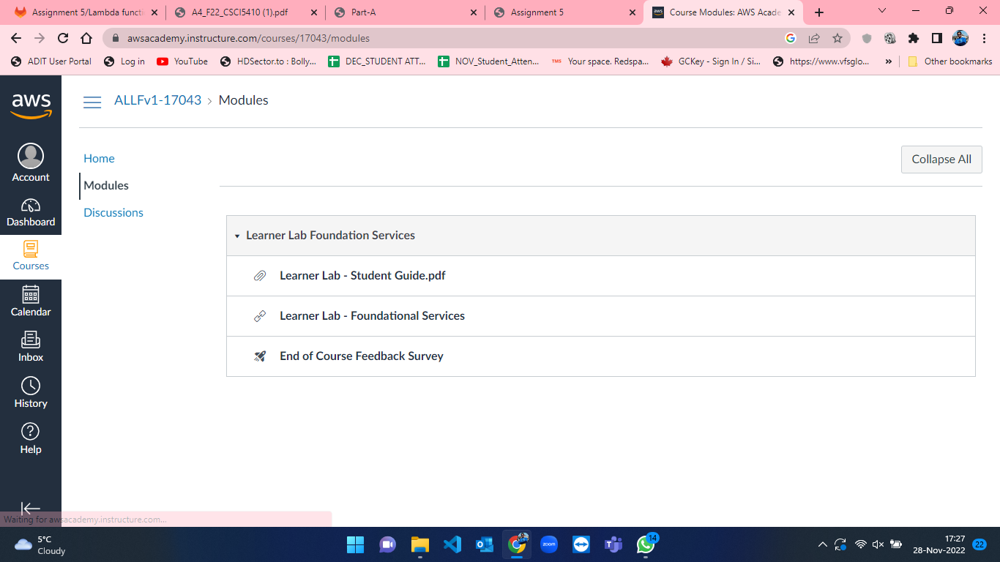 Assignment 5/Lambda functi
A4_F22_CSCI5410 (1).pdf
Part-A
Assignment 5
aws
Course Modules: AWS Acade
awsacademy.instructure.com/courses/17043/modules
ADIT User Portal
Log in
YouTube
HDSector.to : Bolly...
DEC_STUDENT ATT...
NOV_Student_Atten...
TMS
Your space. Redspa...
GCKey - Sign In / Si...
https://www.vfsglo...
»
Other bookmarks
aws
ALLFv1-17043 › Modules
Account
Dashboard
Courses
Calendar
Inbox
History
Help
Home
Modules
Discussions
Collapse All
Learner Lab Foundation Services
Learner Lab - Student Guide.pdf
Learner Lab - Foundational Services
End of Course Feedback Survey
Waiting for awsacademy.instructure.com...
5°C
Cloudy
zoom
14
17:27
28-Nov-2022
22